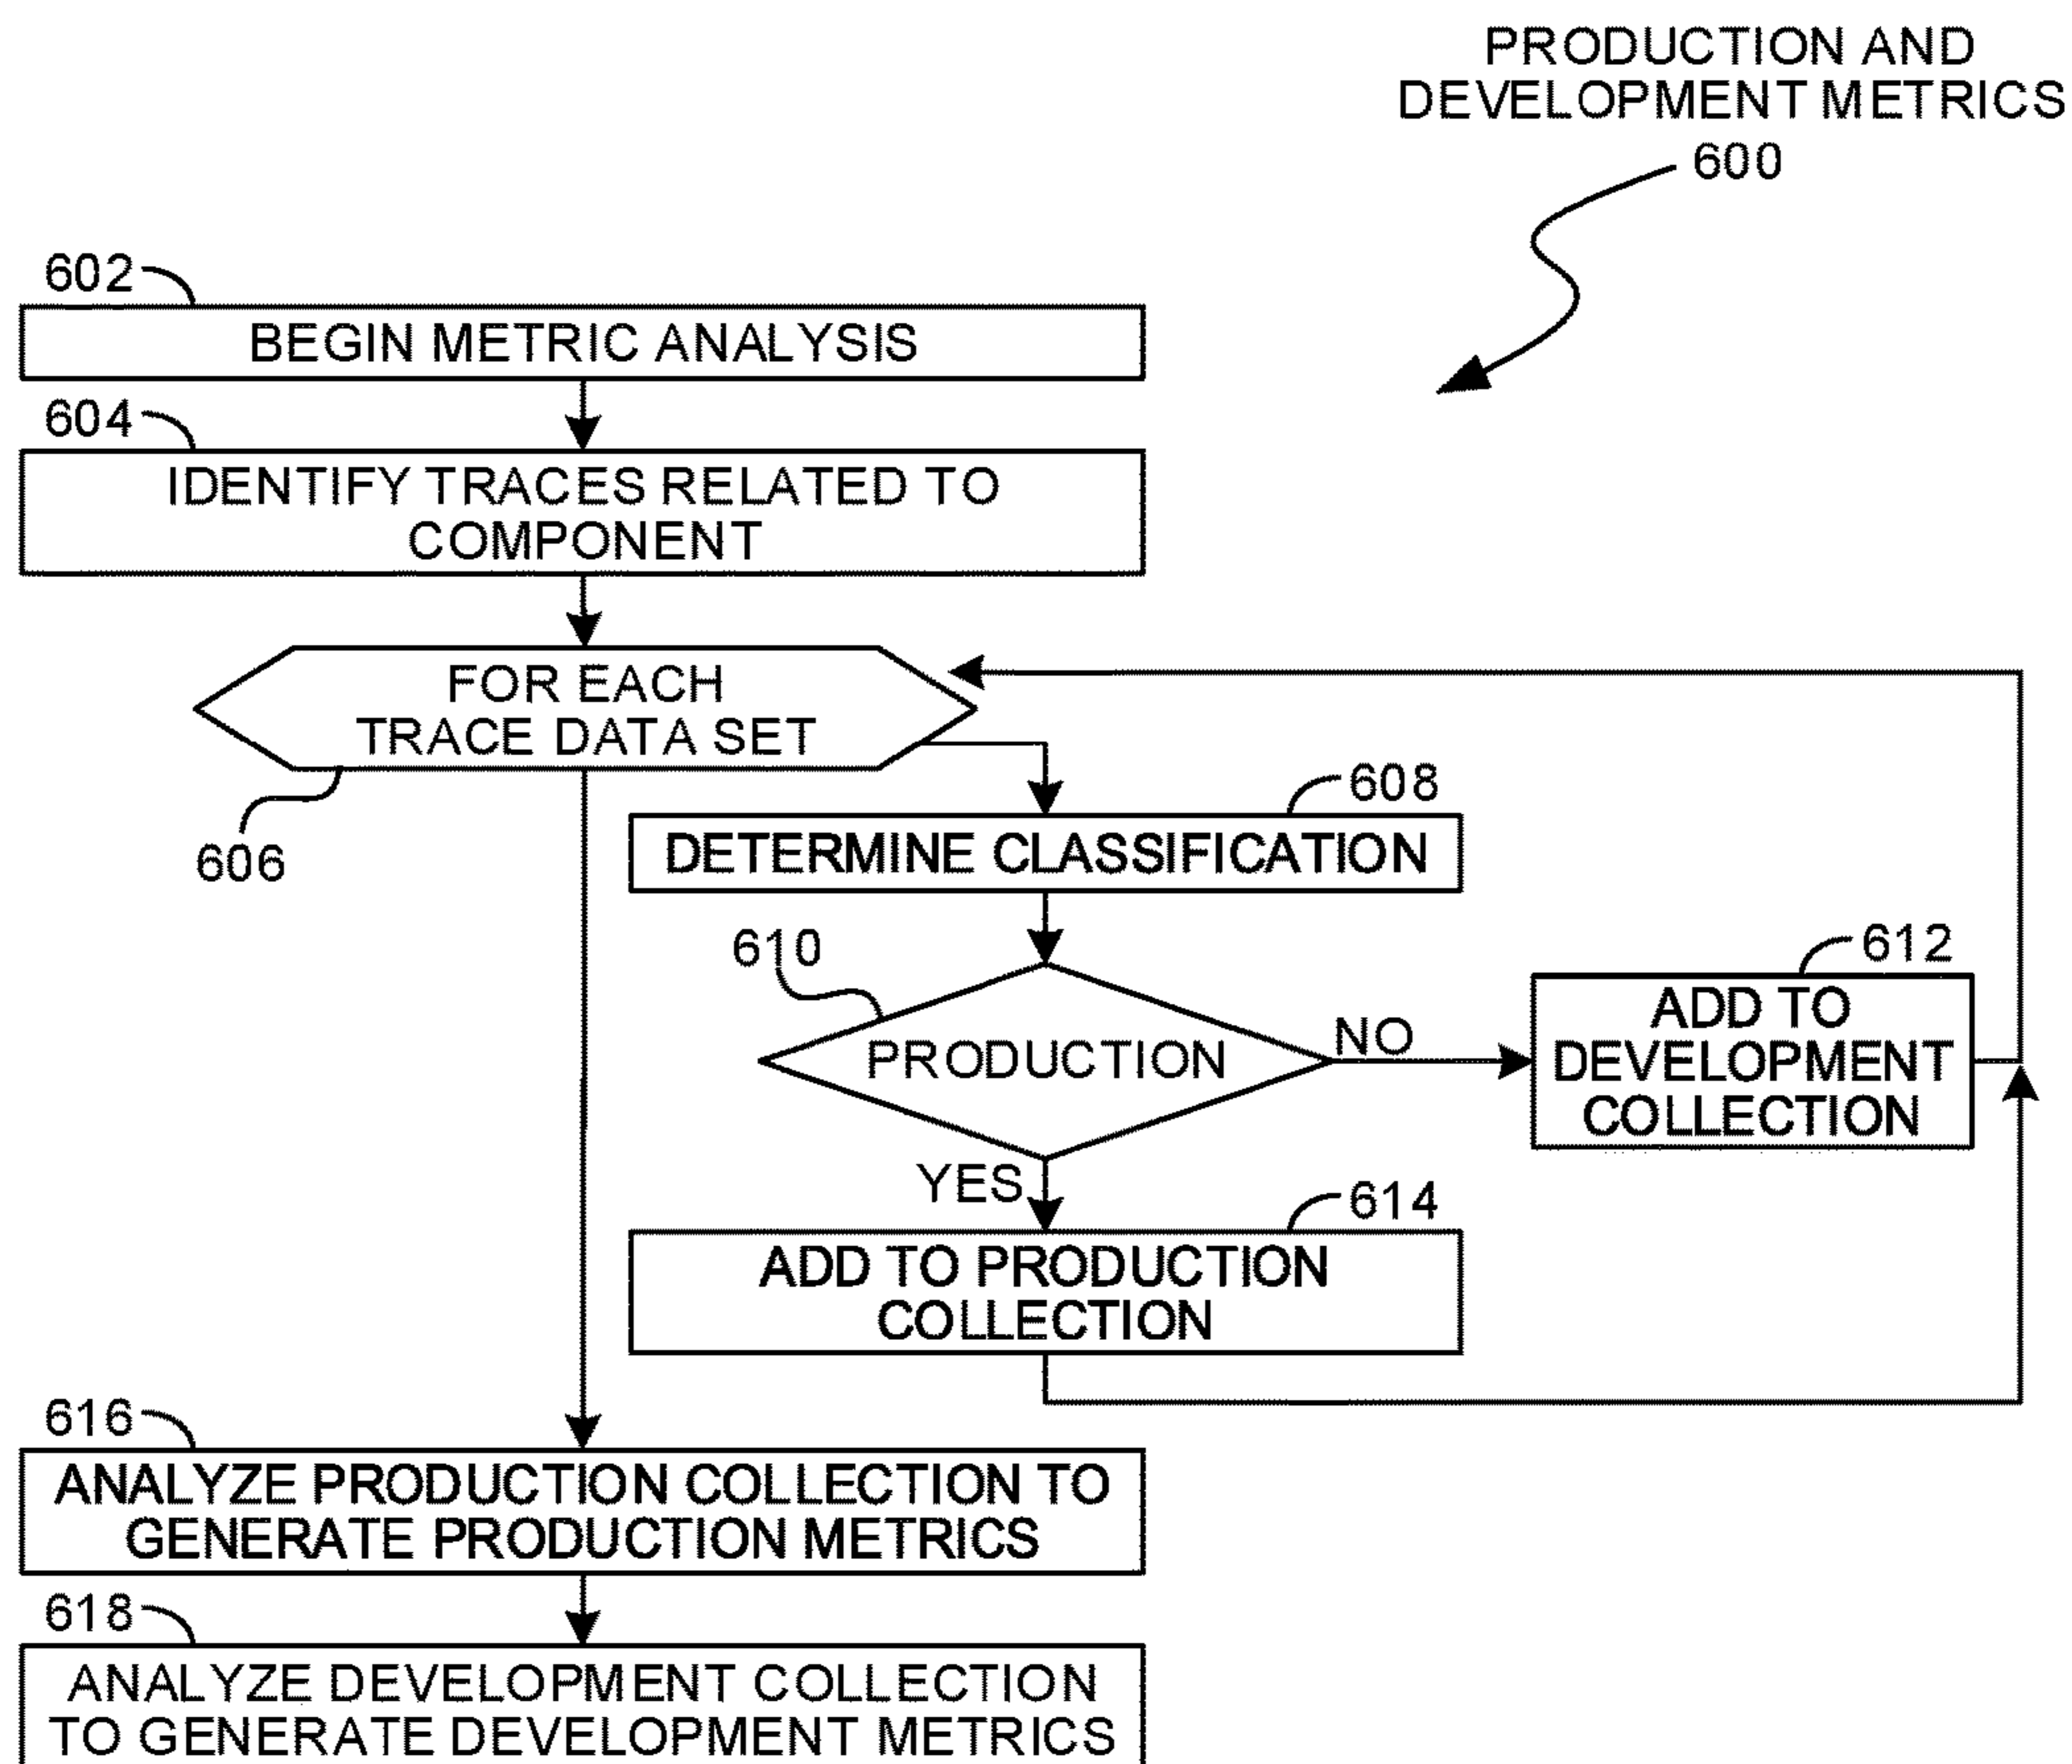 PRODUCTION AND
DEVELOPMENT METRICS
600
602
BEGIN METRIC ANALYSIS
604
IDENTIFY TRACES RELATED TO
COMPONENT
FOR EACH
TRACE DATA SET
606
608
DETERMINE CLASSIFICATION
610
PRODUCTION
NO
612
ADD TO
DEVELOPMENT
COLLECTION
YES
614
ADD TO PRODUCTION
COLLECTION
616
ANALYZE PRODUCTION COLLECTION TO
GENERATE PRODUCTION METRICS
618
ANALYZE DEVELOPMENT COLLECTION
TO GENERATE DEVELOPMENT METRICS